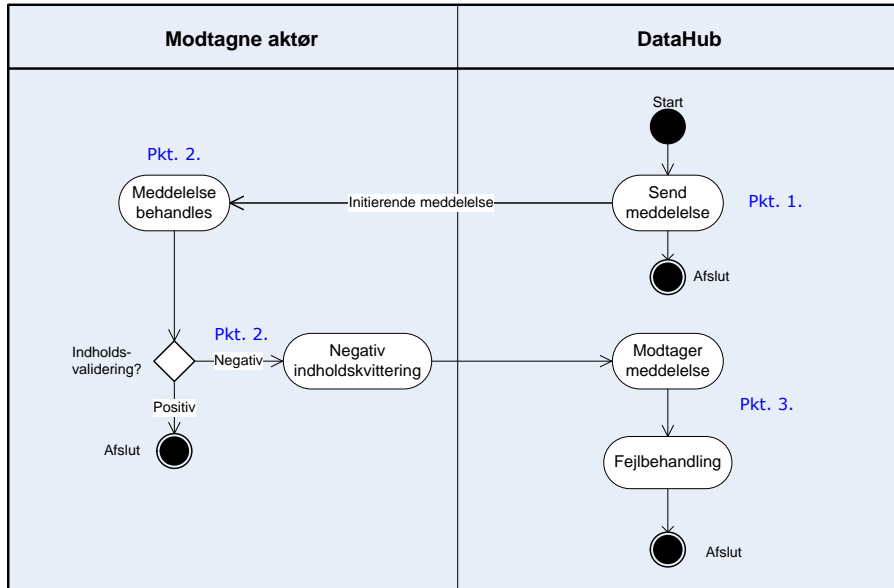 Modtagne aktør
DataHub
Start
Pkt. 2.
Meddelelse
behandles
Initierende meddelelse
Send
meddelelse
Pkt. 1.
Afslut
Pkt. 2.
Indholds-
validering?
Negativ
Negativ
indholdskvittering
Modtager
meddelelse
Positiv
Pkt. 3.
Afslut
Fejlbehandling
Afslut